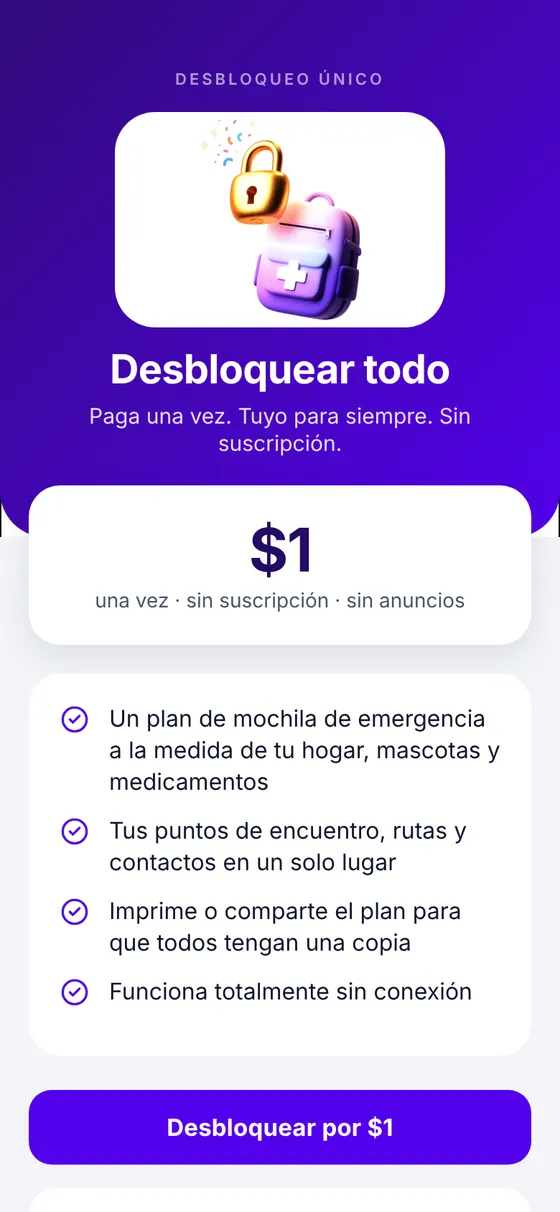 DESBLOQUEO ÚNICO
Desbloquear todo
Paga una vez. Tuyo para siempre. Sin
suscripción.
$1
una vez · sin suscripción · sin anuncios
Un plan de mochila de emergencia
a la medida de tu hogar, mascotas y
medicamentos
Tus puntos de encuentro, rutas y
contactos en un solo lugar
Imprime o comparte el plan para
que todos tengan una copia
Funciona totalmente sin conexión
Desbloquear por $1